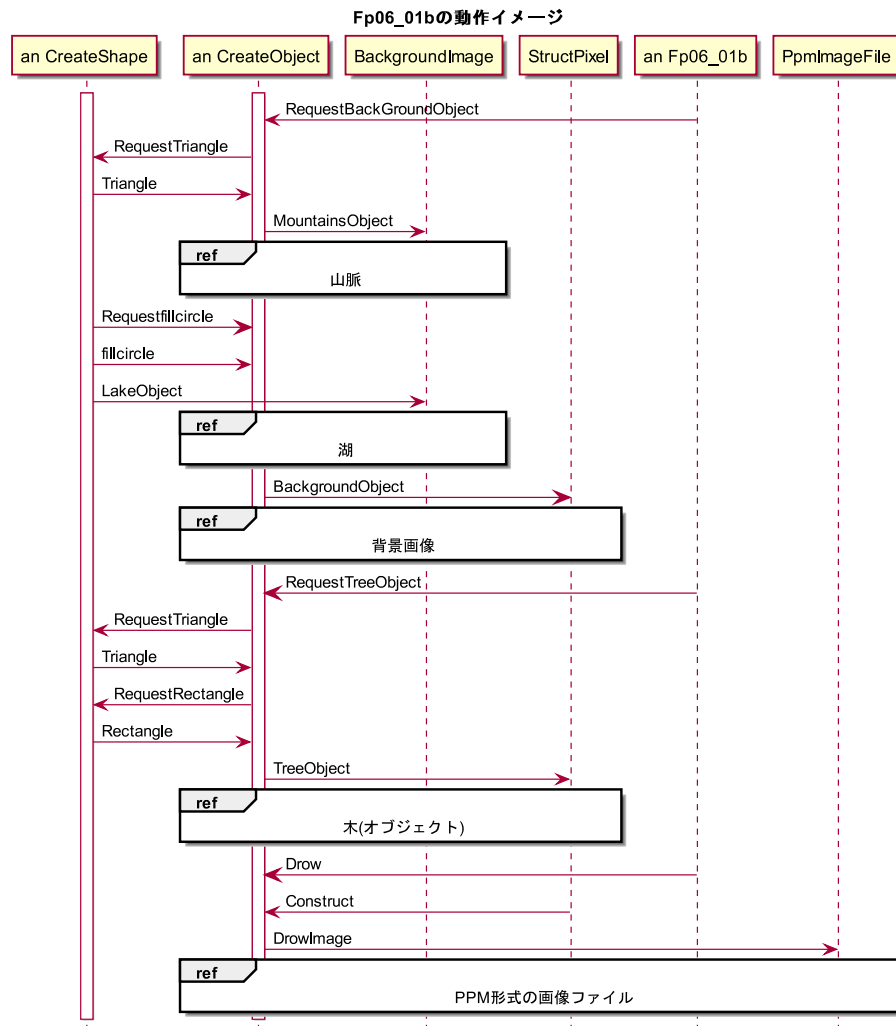 Fp06_01bの動作イメージ
an CreateShape
an CreateObject
BackgroundImage
StructPixel
an Fp06_01b
PpmImageFile
RequestBackGroundObject
RequestTriangle
Triangle
MountainsObject
ref
山脈
Requestfillcircle
fillcircle
LakeObject
ref
湖
BackgroundObject
ref
背景画像
RequestTreeObject
RequestTriangle
Triangle
RequestRectangle
Rectangle
TreeObject
ref
木(オブジェクト)
Drow
Construct
DrowImage
ref
PPM形式の画像ファイル